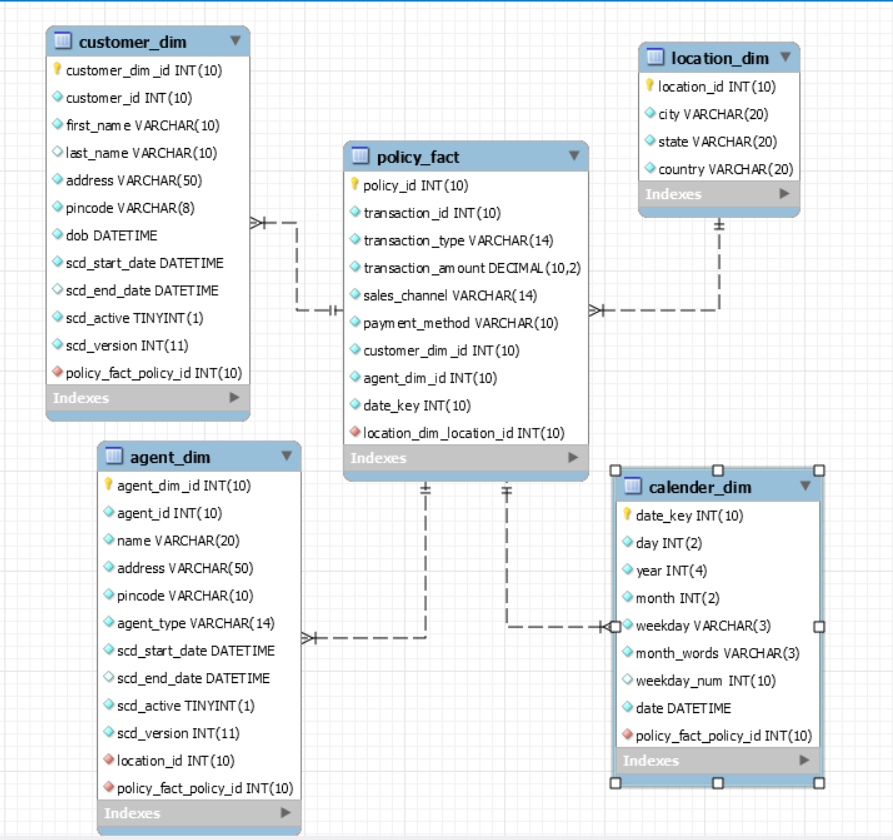 customer_dim
customer_dim_id INT(10)
customer_id INT(10)
first_name VARCHAR(10)
last_name VARCHAR(10)
address VARCHAR(50)
pincode VARCHAR(8)
dob DATETIME
scd_start_date DATETIME
scd_end_date DATETIME
scd_active TINYINT(1)
scd_version INT(11)
policy_fact_policy_id INT(10)
Indexes
policy_fact
policy_id INT(10)
transaction_id INT(10)
transaction_type VARCHAR(14)
transaction_amount DECIMAL(10,2)
sales_channel VARCHAR(14)
payment_method VARCHAR(10)
customer_dim_id INT(10)
agent_dim_id INT(10)
date_key INT(10)
location_dim_location_id INT(10)
Indexes
location_dim
location_id INT(10)
city VARCHAR(20)
state VARCHAR(20)
country VARCHAR(20)
Indexes
agent_dim
agent_dim_id INT(10)
agent_id INT(10)
name VARCHAR(20)
address VARCHAR(50)
pincode VARCHAR(10)
agent_type VARCHAR(14)
scd_start_date DATETIME
scd_end_date DATETIME
scd_active TINYINT(1)
scd_version INT(11)
location_id INT(10)
policy_fact_policy_id INT(10)
Indexes
calender_dim
date_key INT(10)
day INT(2)
year INT(4)
month INT(2)
weekday VARCHAR(3)
month_words VARCHAR(3)
weekday_num INT(10)
date DATETIME
policy_fact_policy_id INT(10)
Indexes